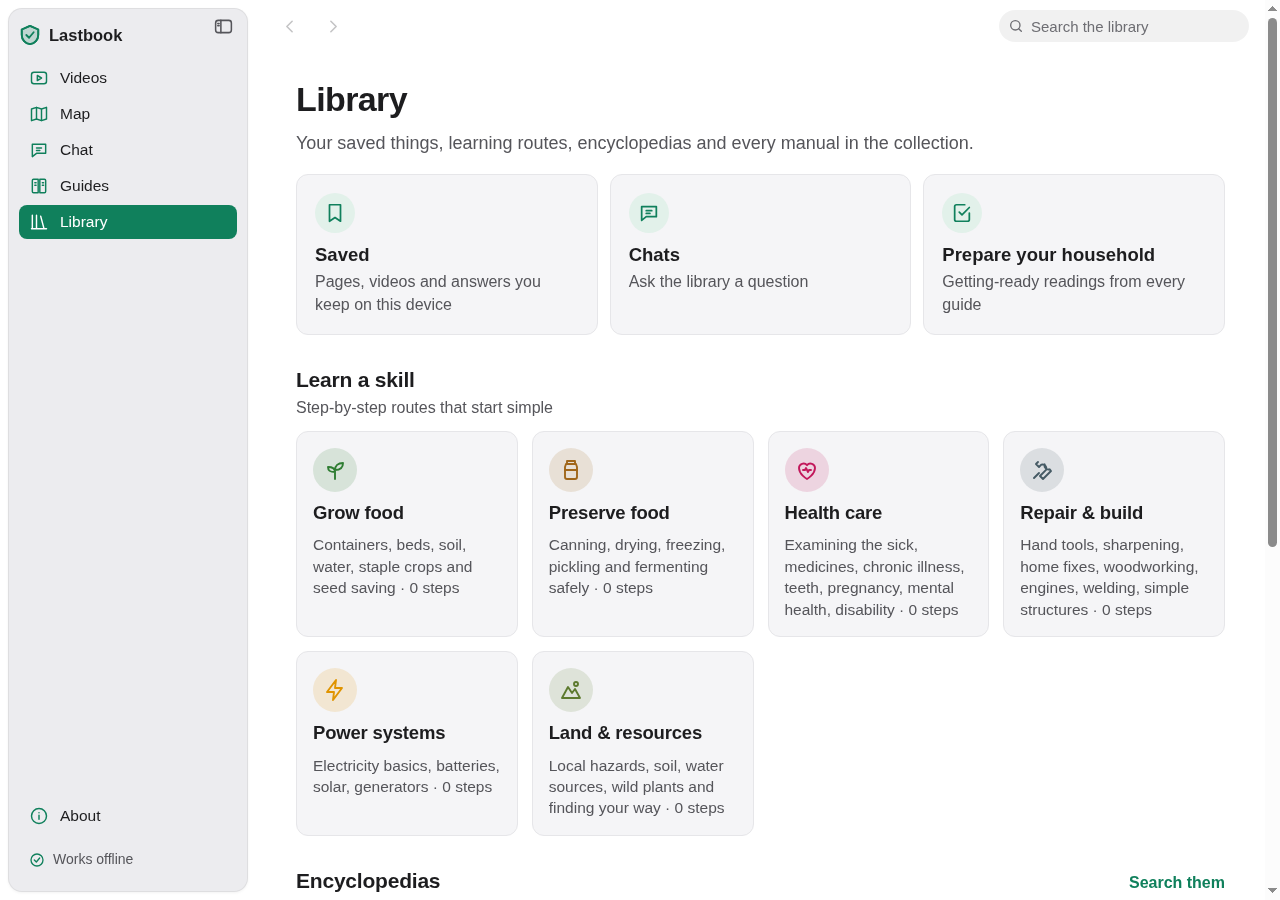 Lastbook
Search the library
Videos
Map
Chat
Guides
Library
About
Works offline
Library
Your saved things, learning routes, encyclopedias and every manual in the collection.
Saved
Pages, videos and answers you
keep on this device
Chats
Ask the library a question
Prepare your household
Getting-ready readings from every
guide
Learn a skill
Step-by-step routes that start simple
Grow food
Containers, beds, soil,
water, staple crops and
seed saving · 0 steps
Preserve food
Canning, drying, freezing,
pickling and fermenting
safely · 0 steps
Health care
Examining the sick,
medicines, chronic illness,
teeth, pregnancy, mental
health, disability · 0 steps
Repair & build
Hand tools, sharpening,
home fixes, woodworking,
engines, welding, simple
structures · 0 steps
Power systems
Electricity basics, batteries,
solar, generators · 0 steps
Land & resources
Local hazards, soil, water
sources, wild plants and
finding your way · 0 steps
Encyclopedias
Search them